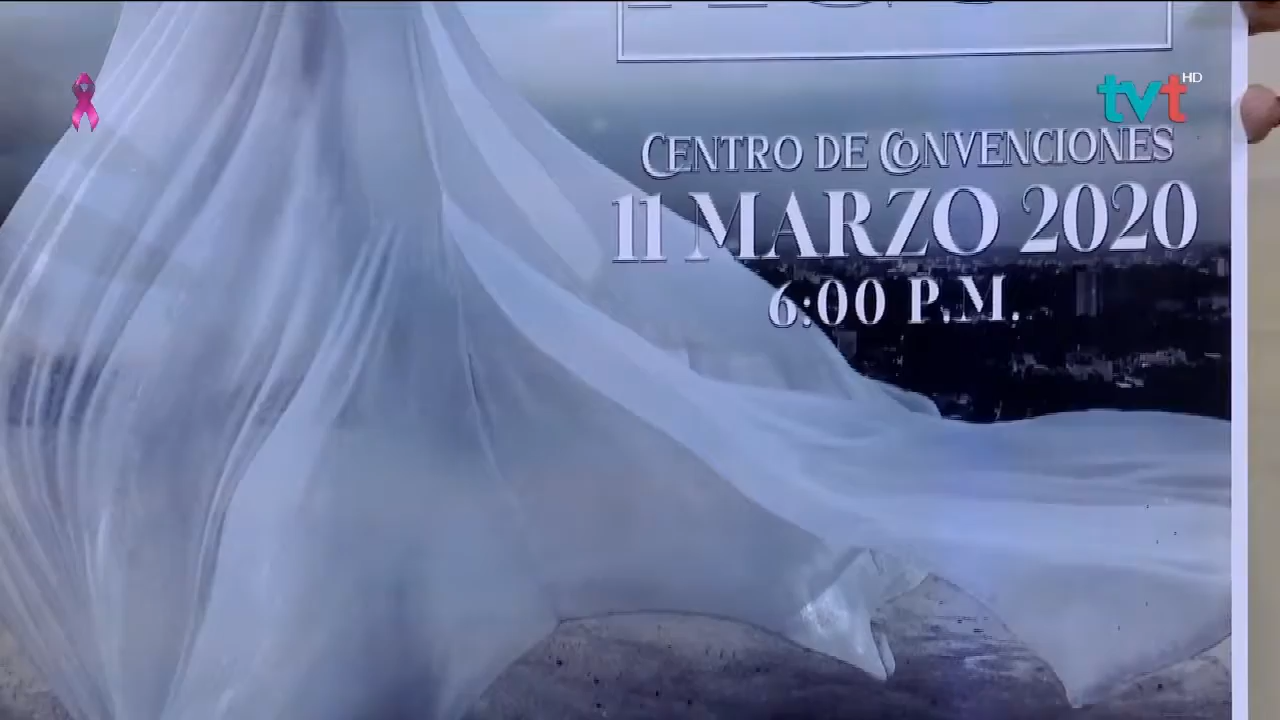 tvt HD
CENTRO DE CONVENCIONES
11 MARZO 2020
6:00 P.M.